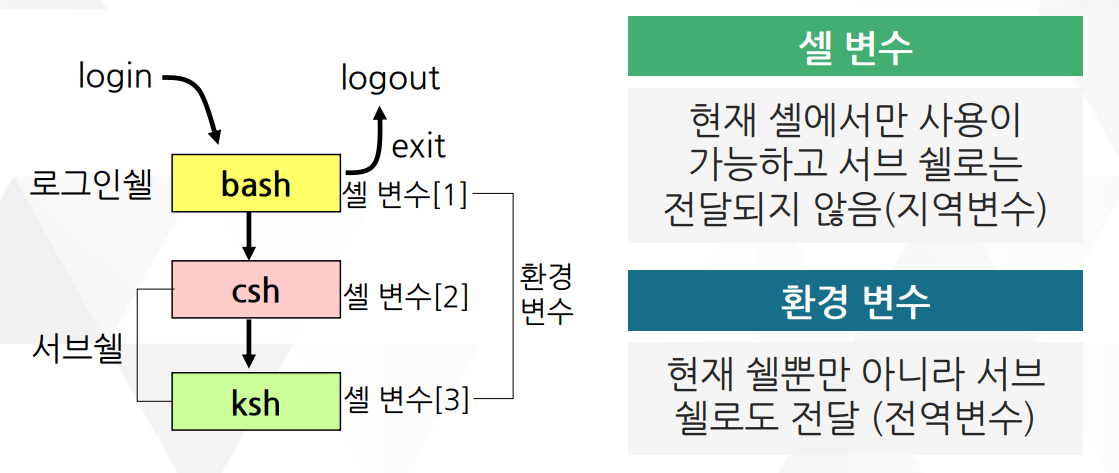 login
logout
exit
로그인쉘
bash
셸 변수[1]
csh
셸 변수[2]
환경
변수
서브쉘
ksh
셸 변수[3]
셸 변수
현재 셸에서만 사용이
가능하고 서브 쉘로는
전달되지 않음(지역변수)
환경 변수
현재 쉘뿐만 아니라 서브
쉘로도 전달 (전역변수)